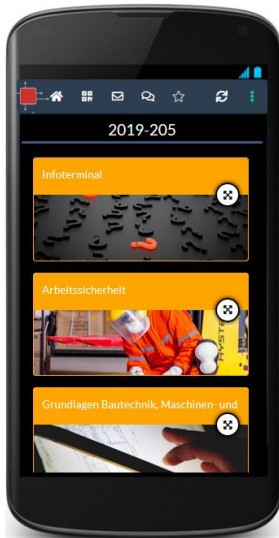 2019-205
Infoterminal
Arbeitssicherheit
Grundlagen Bautechnik, Maschinen- und